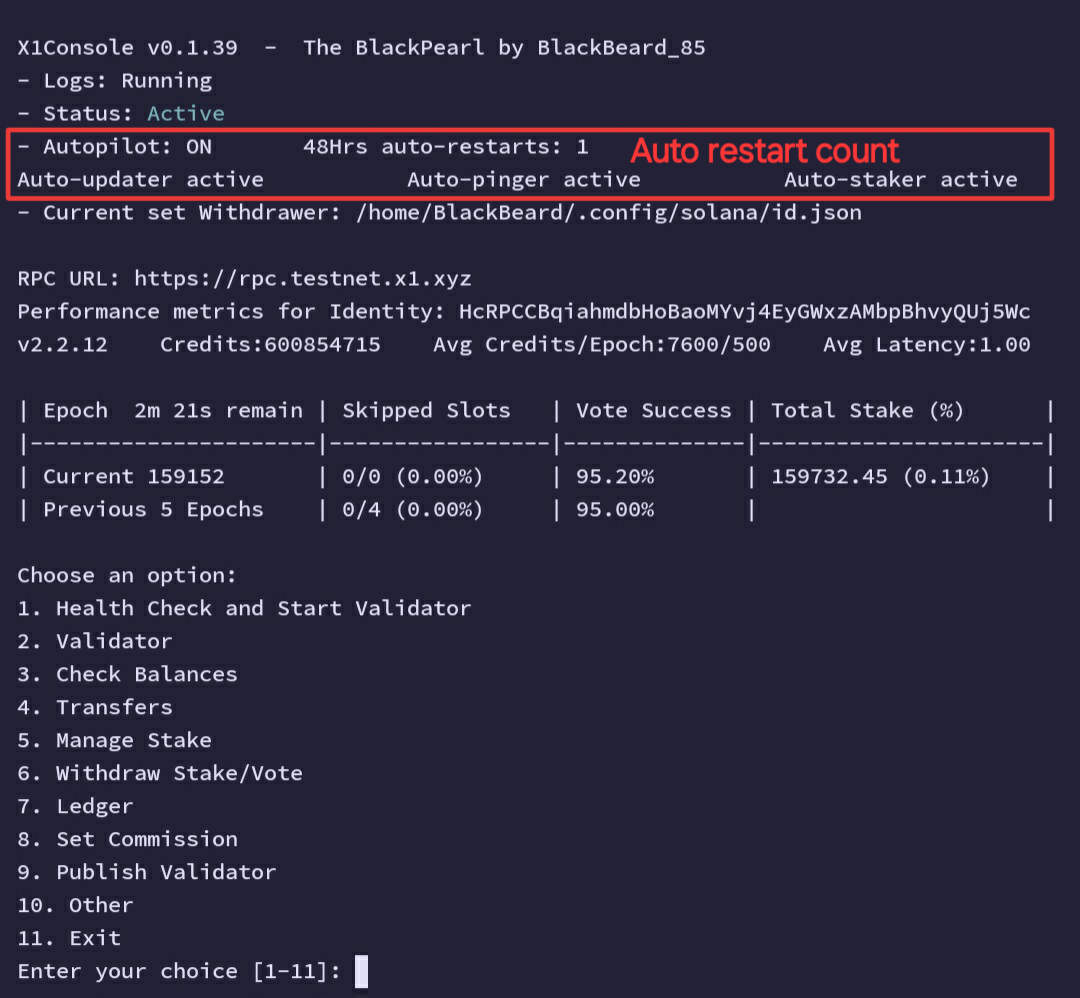 X1Console v0.1.39  -  The BlackPearl by BlackBeard_85
- Logs: Running
- Status: Active
- Autopilot: ON       48Hrs auto-restarts: 1   Auto restart count
Auto-updater active           Auto-pinger active           Auto-staker active
- Current set Withdrawer: /home/BlackBeard/.config/solana/id.json
RPC URL: https://rpc.testnet.x1.xyz
Performance metrics for Identity: HcRPCCBqiahmdbHoBaoMYvj4EyGWxzAMbpBhvyQUj5Wc
v2.2.12    Credits:600854715    Avg Credits/Epoch:7600/500    Avg Latency:1.00
| Epoch  2m 21s remain | Skipped Slots   | Vote Success | Total Stake (%)      |
|----------------------|-----------------|--------------|----------------------|
| Current 159152       | 0/0 (0.00%)     | 95.20%       | 159732.45 (0.11%)    |
| Previous 5 Epochs    | 0/4 (0.00%)     | 95.00%       |                      |
Choose an option:
1. Health Check and Start Validator
2. Validator
3. Check Balances
4. Transfers
5. Manage Stake
6. Withdraw Stake/Vote
7. Ledger
8. Set Commission
9. Publish Validator
10. Other
11. Exit
Enter your choice [1-11]: